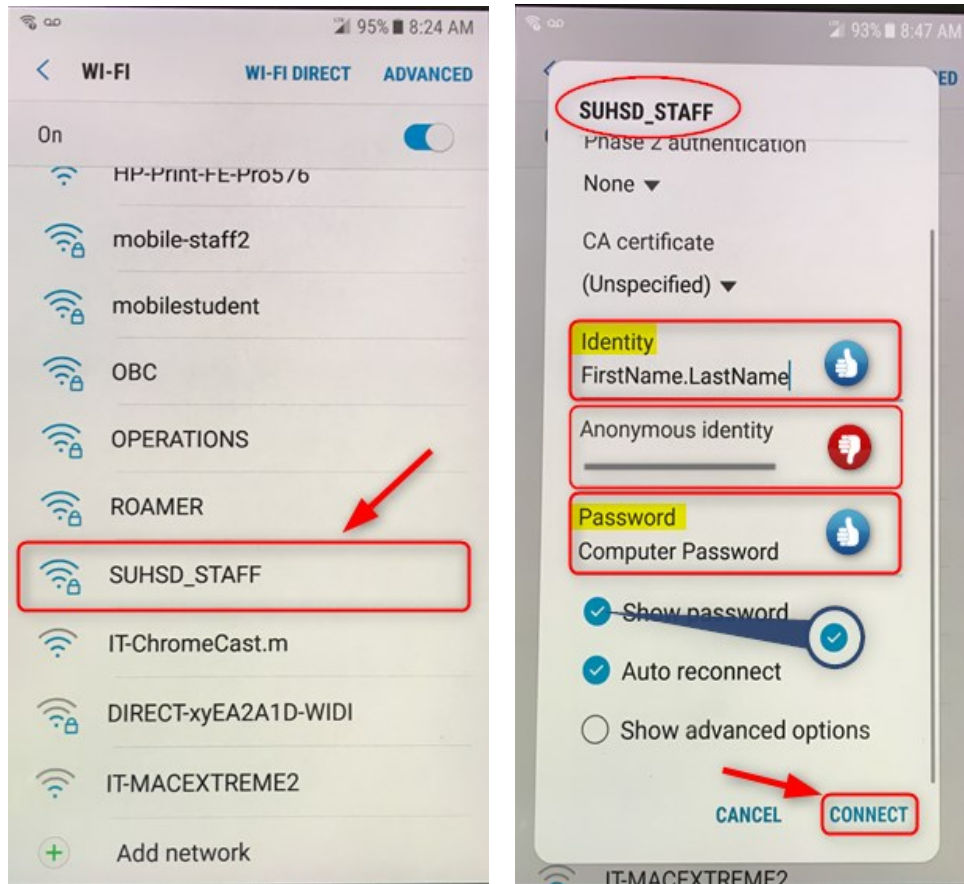 LTE 95% 8:24 AM
< WI-FI WI-FI DIRECT ADVANCED
On
HP-Print-FE-Pro576
mobile-staff2
mobilestudent
OBC
OPERATIONS
ROAMER
SUHSD_STAFF
IT-ChromeCast.m
DIRECT-xyEA2A1D-WIDI
IT-MACEXTREME2
+ Add network
LTE 93% 8:47 AM
ED
SUHSD_STAFF
Phase 2 authentication
None
CA certificate
(Unspecified)
Identity
FirstName.LastName
Anonymous identity
Password
Computer Password
Show password
Auto reconnect
Show advanced options
CANCEL CONNECT
IT-MACEXTREME2